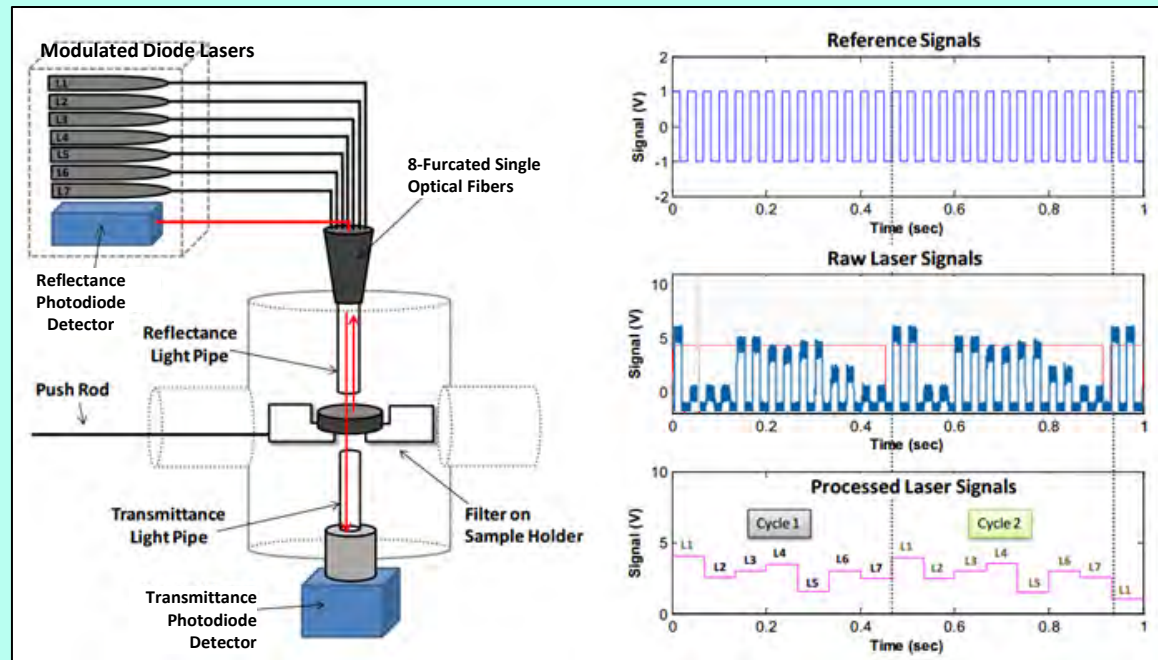 Modulated Diode Lasers
L1
L2
L3
L4
L5
L6
L7
8-Furcated Single
Optical Fibers
Reflectance
Photodiode
Detector
Reflectance
Light Pipe
Push Rod
Transmittance
Light Pipe
Filter on
Sample Holder
Transmittance
Photodiode
Detector
Reference Signals
Signal (V)
2
1
0
-1
-2
0 0.2 0.4 0.6 0.8 1
Time (sec)
Raw Laser Signals
Signal (V)
10
5
0
0 0.2 0.4 0.6 0.8 1
Time (sec)
Processed Laser Signals
Signal (V)
10
5
0
Cycle 1 Cycle 2
L1 L2 L3 L4 L5 L6 L7 L1 L2 L3 L4 L5 L6 L7 L1
0 0.2 0.4 0.6 0.8 1
Time (sec)